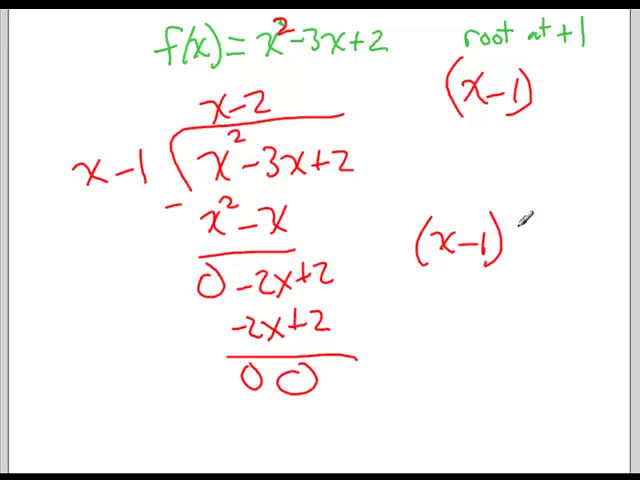 f(x) = x² - 3x + 2
root at +1
(x - 1)
x - 2
x - 1 x² - 3x + 2
- x² - x
0 - 2x + 2
(x - 1)
- 2x + 2
0 0